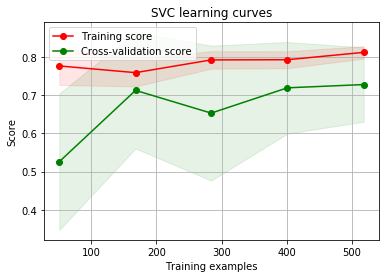 SVC learning curves
Training score
Cross-validation score
Score
0.8
0.7
0.6
0.5
0.4
100 200 300 400 500
Training examples